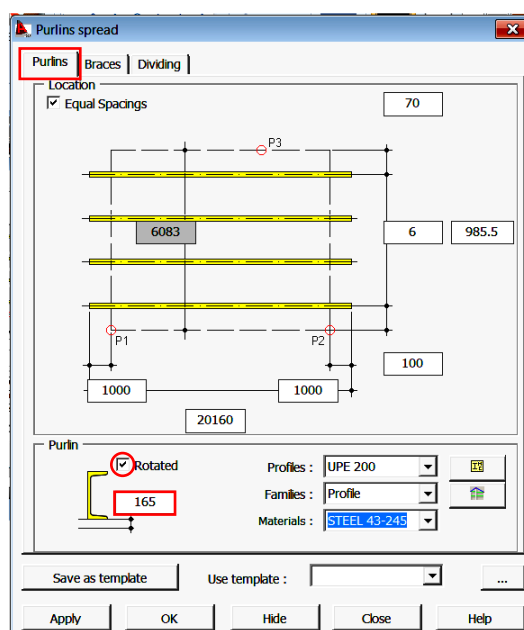 Purlins spread
Purlins Braces Dividing
Location
Equal Spacings
70
P3
6083
6 985.5
P1 P2
100
1000 1000
20160
Purlin
Rotated
165
Profiles : UPE 200
Families : Profile
Materials : STEEL 43-245
Save as template Use template : ...
Apply OK Hide Close Help